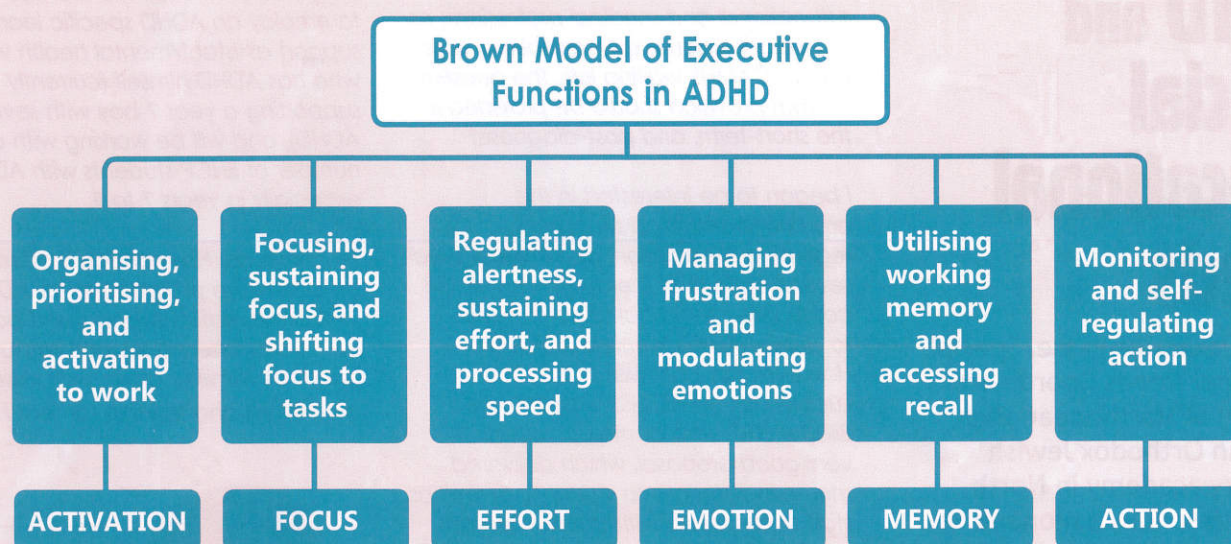 Brown Model of Executive
Functions in ADHD
Organising,
prioritising,
and
activating
to work
Focusing,
sustaining
focus, and
shifting
focus to
tasks
Regulating
alertness,
sustaining
effort, and
processing
speed
Managing
frustration
and
modulating
emotions
Utilising
working
memory
and
accessing
recall
Monitoring
and self-
regulating
action
ACTIVATION
FOCUS
EFFORT
EMOTION
MEMORY
ACTION